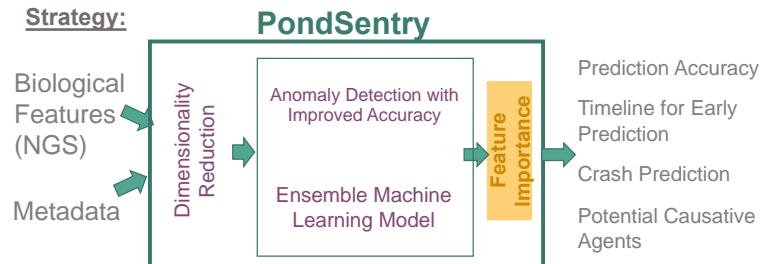 Strategy:
PondSentry
Biological
Features
(NGS)
Metadata
Dimensionality
Reduction
Anomaly Detection with
Improved Accuracy
Ensemble Machine
Learning Model
Feature
Importance
Prediction Accuracy
Timeline for Early
Prediction
Crash Prediction
Potential Causative
Agents